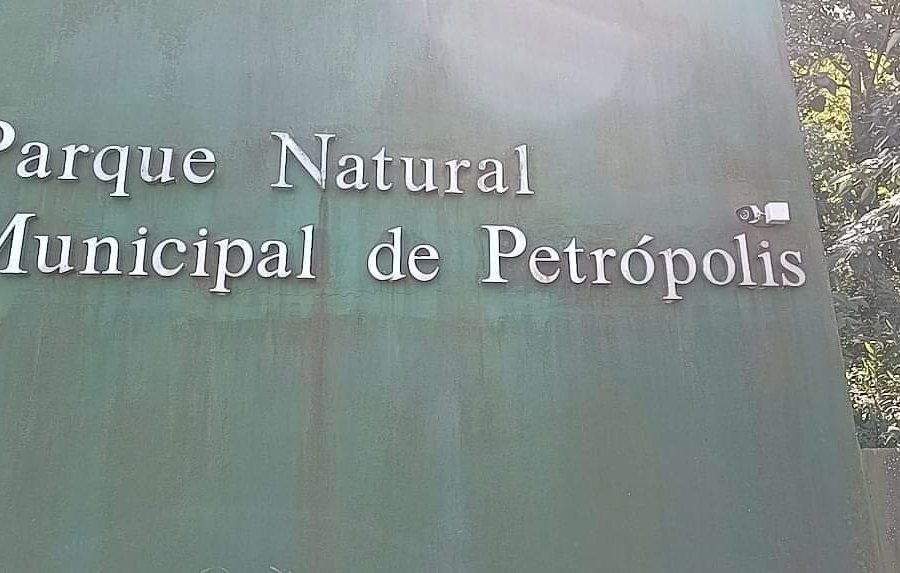 Parque Natural
Municipal de Petrópolis